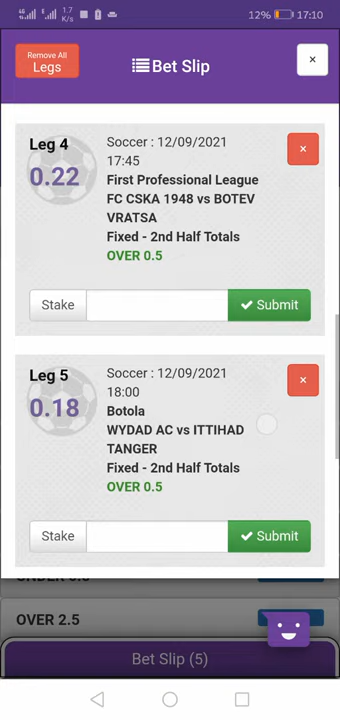 4G 1.7 K/s 12% 17:10
Remove All
Legs
Bet Slip
×
Leg 4
0.22
Soccer : 12/09/2021
17:45
First Professional League
FC CSKA 1948 vs BOTEV
VRATSA
Fixed - 2nd Half Totals
OVER 0.5
×
Stake
Submit
Leg 5
0.18
Soccer : 12/09/2021
18:00
Botola
WYDAD AC vs ITTIHAD
TANGER
Fixed - 2nd Half Totals
OVER 0.5
×
Stake
Submit
OVER 2.5
Bet Slip (5)